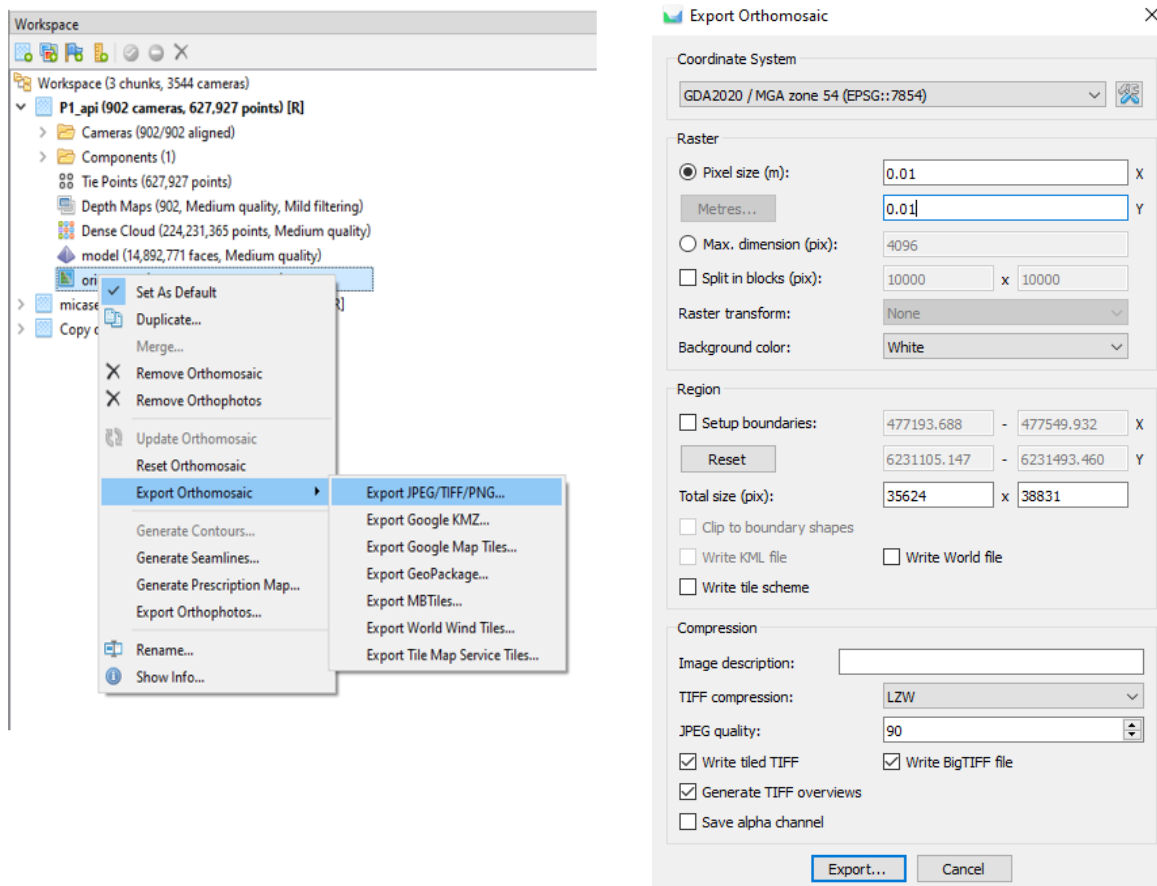 Workspace
Workspace (3 chunks, 3544 cameras)
P1_api (902 cameras, 627,927 points) [R]
Cameras (902/902 aligned)
Components (1)
Tie Points (627,927 points)
Depth Maps (902, Medium quality, Mild filtering)
Dense Cloud (224,231,365 points, Medium quality)
model (14,892,771 faces, Medium quality)
ort
micase R]
Copy
Set As Default
Duplicate...
Merge...
Remove Orthomosaic
Remove Orthophotos
Update Orthomosaic
Reset Orthomosaic
Export Orthomosaic
Generate Contours...
Generate Seamlines...
Generate Prescription Map...
Export Orthophotos...
Rename...
Show Info...
Export JPEG/TIFF/PNG...
Export Google KMZ...
Export Google Map Tiles...
Export GeoPackage...
Export MBTiles...
Export World Wind Tiles...
Export Tile Map Service Tiles...
Export Orthomosaic
Coordinate System
GDA2020 / MGA zone 54 (EPSG::7854)
Raster
Pixel size (m): 0.01 X
Metres... 0.01 Y
Max. dimension (pix): 4096
Split in blocks (pix): 10000 x 10000
Raster transform: None
Background color: White
Region
Setup boundaries: 477193.688 - 477549.932 X
Reset 6231105.147 - 6231493.460 Y
Total size (pix): 35624 x 38831
Clip to boundary shapes
Write KML file Write World file
Write tile scheme
Compression
Image description:
TIFF compression: LZW
JPEG quality: 90
Write tiled TIFF Write BigTIFF file
Generate TIFF overviews
Save alpha channel
Export... Cancel